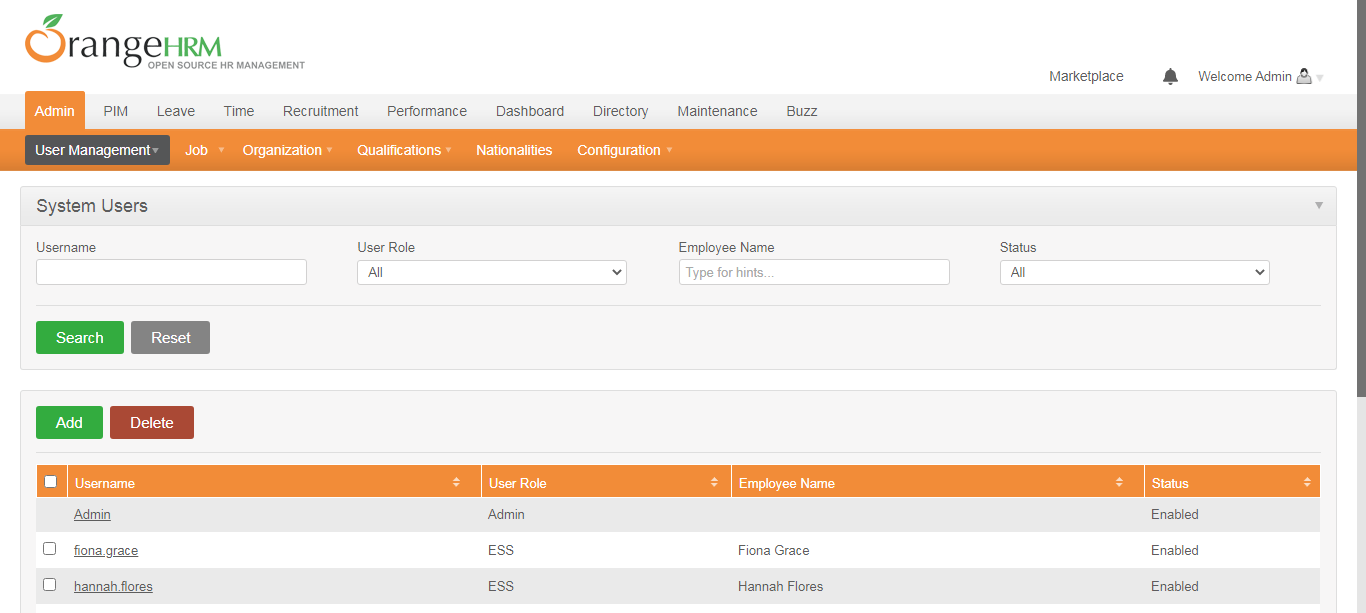 OrangeHRM
OPEN SOURCE HR MANAGEMENT
Marketplace Welcome Admin
Admin PIM Leave Time Recruitment Performance Dashboard Directory Maintenance Buzz
User Management Job Organization Qualifications Nationalities Configuration
System Users
Username User Role Employee Name Status
All Type for hints... All
Search Reset
Add Delete
Username User Role Employee Name Status
Admin Admin Enabled
fiona.grace ESS Fiona Grace Enabled
hannah.flores ESS Hannah Flores Enabled